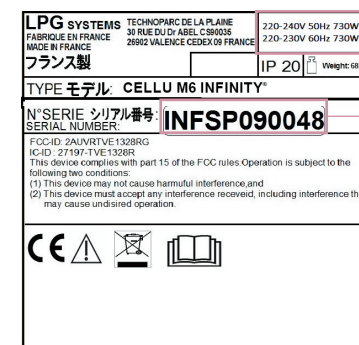 LPG SYSTEMS
FABRIQUE EN FRANCE
MADE IN FRANCE
フランス製
TECHNOPARC DE LA PLAINE
30 RUE DU Dr ABEL CS90035
26902 VALENCE CEDEX 09 FRANCE
220-240V 50Hz 730W
220-230V 60Hz 730W
IP 20
Weight: 68
TYPE モデル: CELLU M6 INFINITY®
N°SERIE シリアル番号:
SERIAL NUMBER:
INFSP090048
FCC-ID: 2AUVRTVE1328RG
IC-ID : 27197-TVE1328R
This device complies with part 15 of the FCC rules.Operation is subject to the
following two conditions:
(1) This device may not cause harmuful interference,and
(2) This device must accept any interference receveid, including interference th
may cause undisired operation.
CE